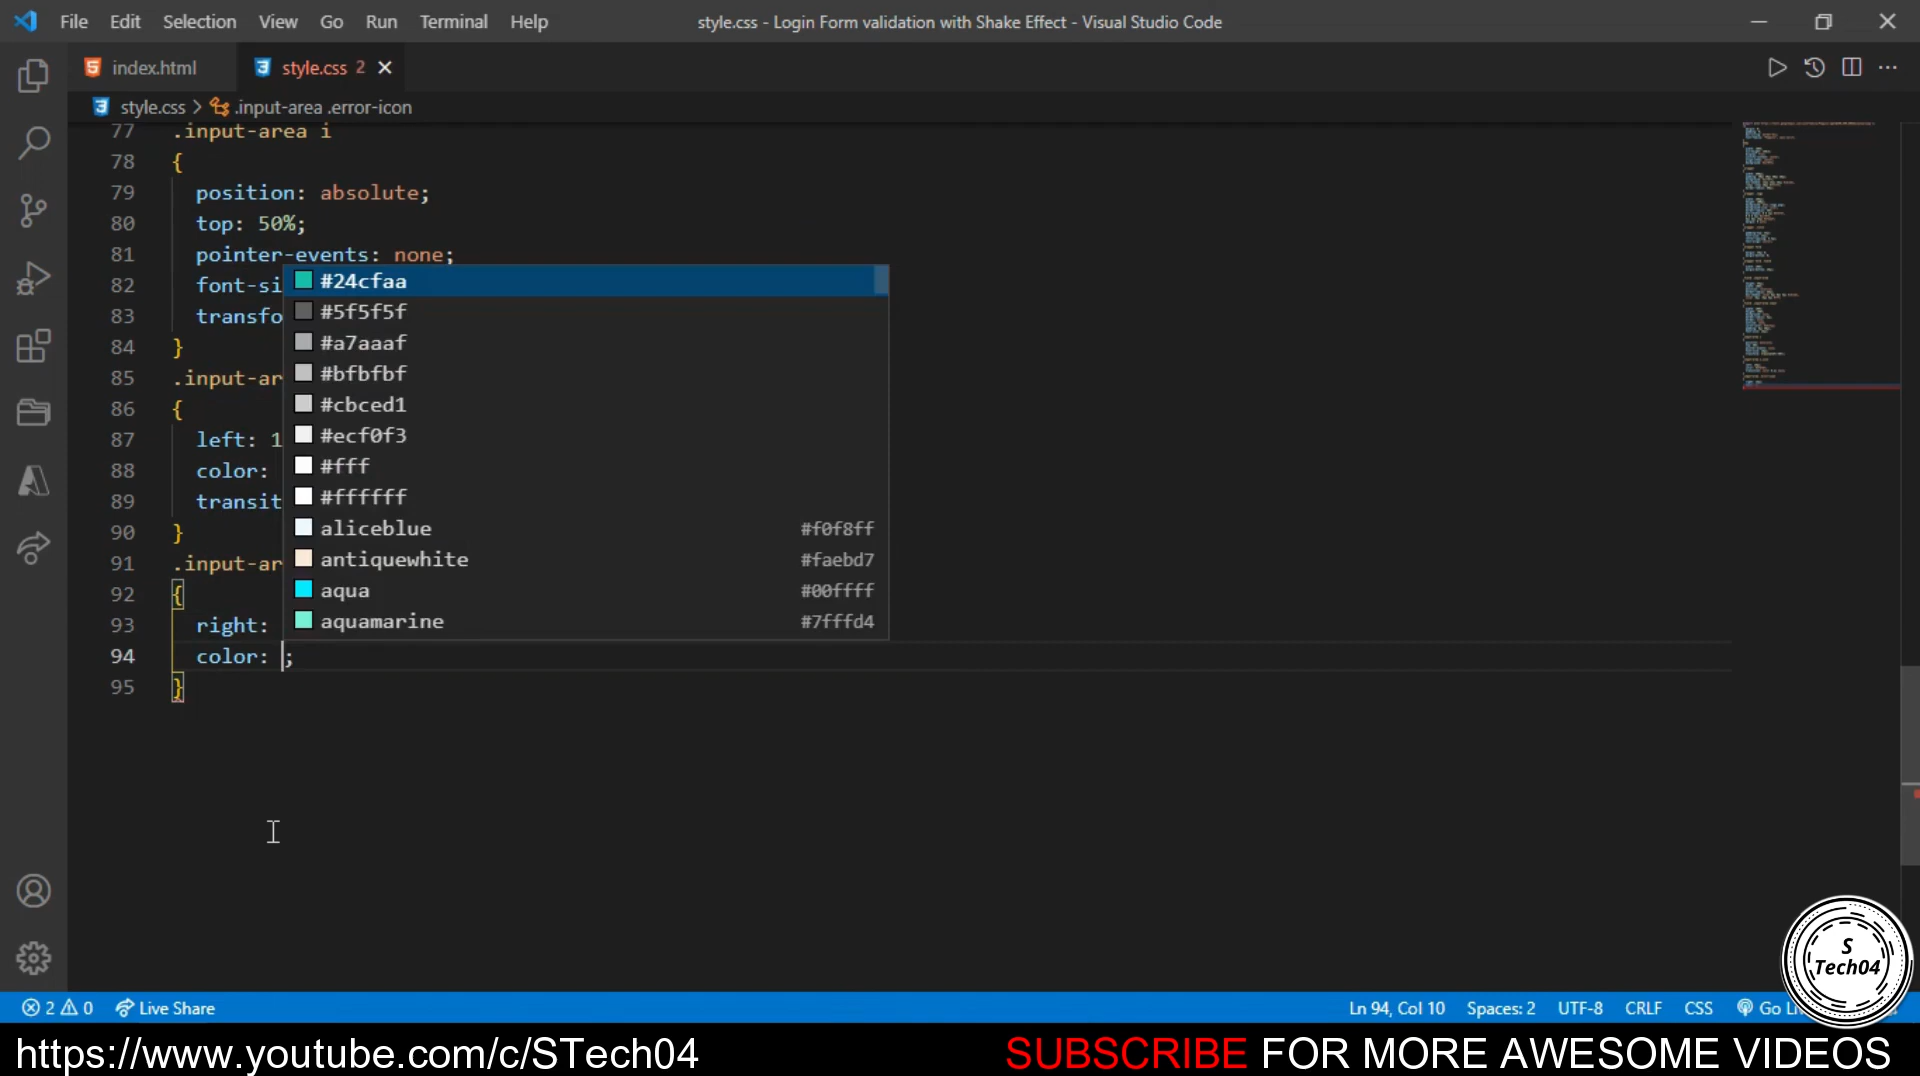 File Edit Selection View Go Run Terminal Help
style.css - Login Form validation with Shake Effect - Visual Studio Code
index.html
style.css 2
style.css > .input-area .error-icon
77 .input-area i
78 {
79 position: absolute;
80 top: 50%;
81 pointer-events: none;
82 font-si
83 transfo
84 }
85 .input-ar
86 {
87 left: 1
88 color:
89 transit
90 }
91 .input-ar
92 {
93 right:
94 color: ;
95 }
#24cfaa
#5f5f5f
#a7aaaf
#bfbfbf
#cbced1
#ecf0f3
#fff
#ffffff
aliceblue #f0f8ff
antiquewhite #faebd7
aqua #00ffff
aquamarine #7fffd4
S
Tech04
2 0 Live Share
Ln 94, Col 10 Spaces: 2 UTF-8 CRLF CSS Go Li
https://www.youtube.com/c/STech04
SUBSCRIBE FOR MORE AWESOME VIDEOS